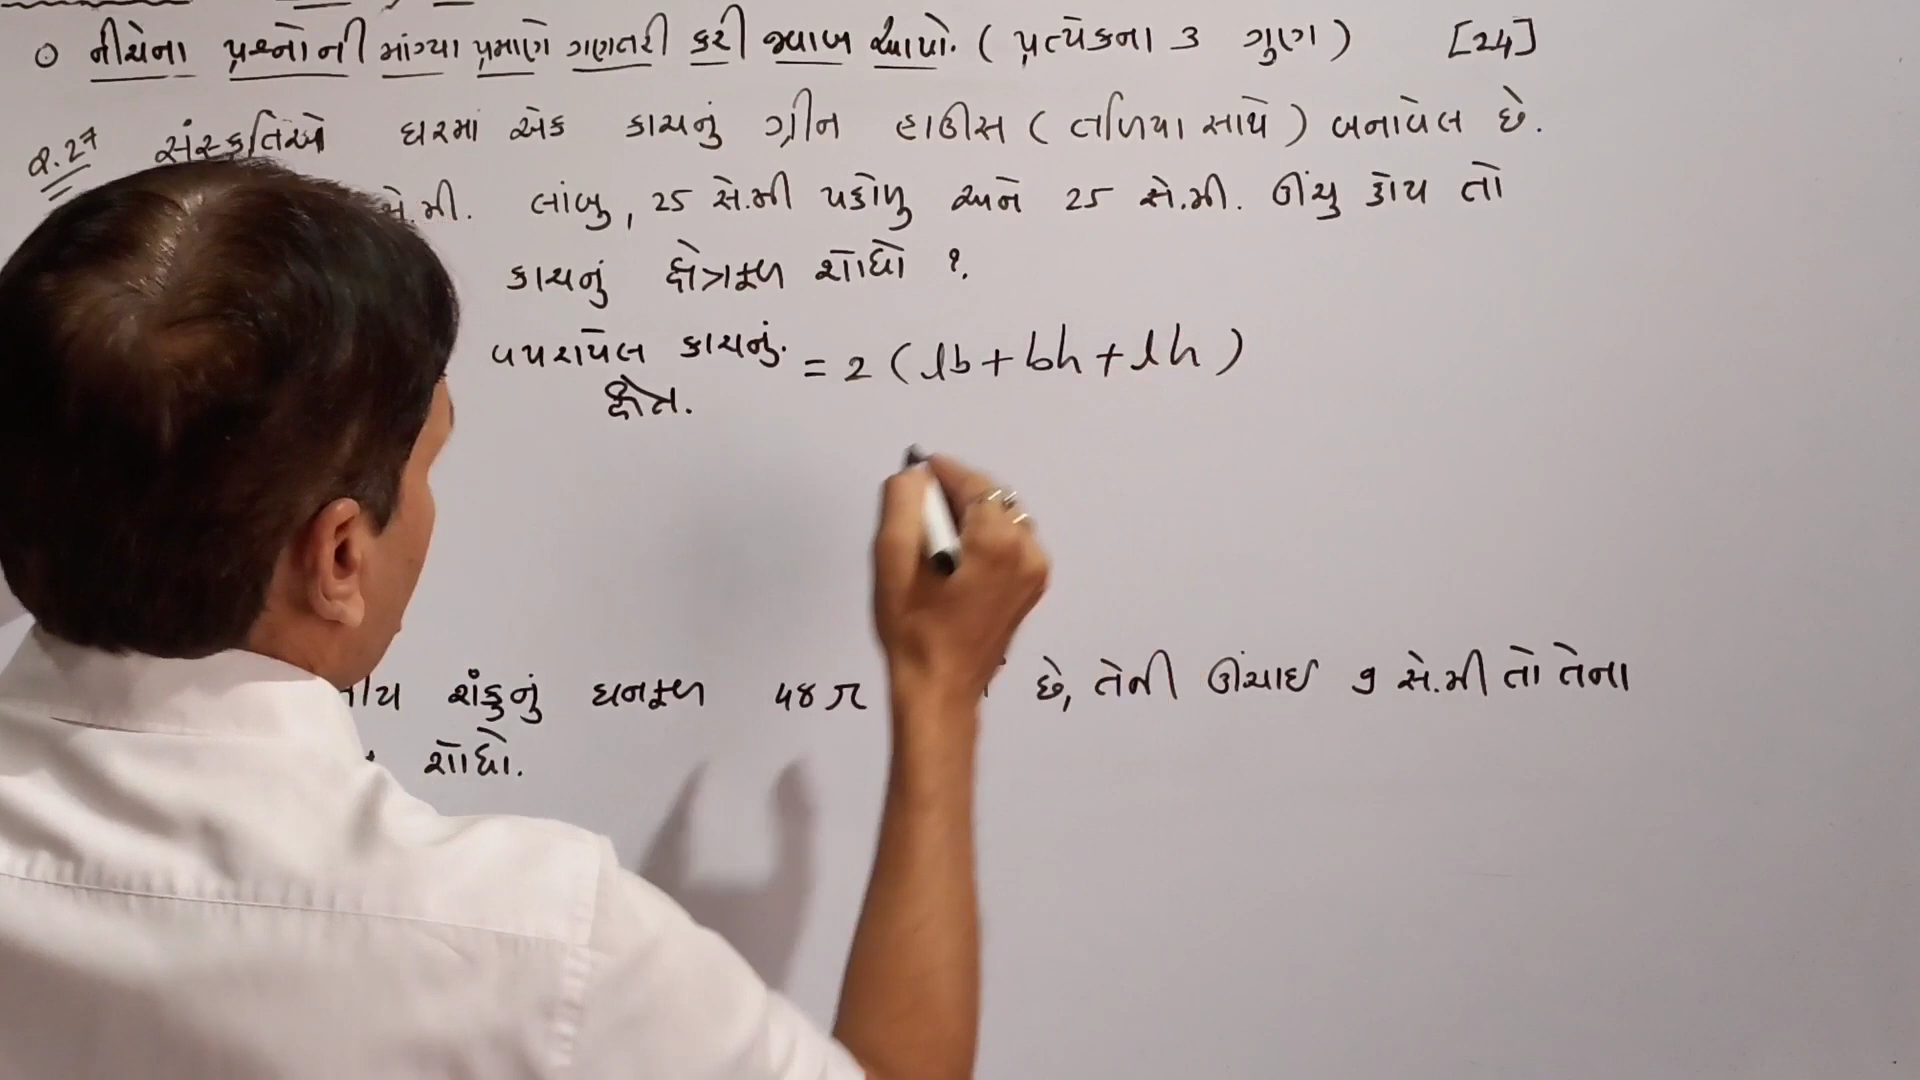 ○ નીચેના પ્રશ્નોની માંગ્યા પ્રમાણે ગણતરી કરી જવાબ આપો. ( પ્રત્યેકના 3 ગુણ ) [24]
Q.27 સંસ્કૃતિએ ઘરમાં એક કાચનું ગ્રીન હાઉસ ( તળિયા સાથે ) બનાવેલ છે.
સે.મી. લાંબુ, 25 સે.મી પહોળુ અને 25 સે.મી. ઊંચુ હોય તો
કાચનું ક્ષેત્રફળ શોધો ?
વપરાયેલ કાચનું = 2 ( lb + bh + lh )
ક્ષેત્ર.
શંકુનું ઘનફળ 48 π છે, તેની ઊંચાઈ 9 સે.મી તો તેના
શોધો.